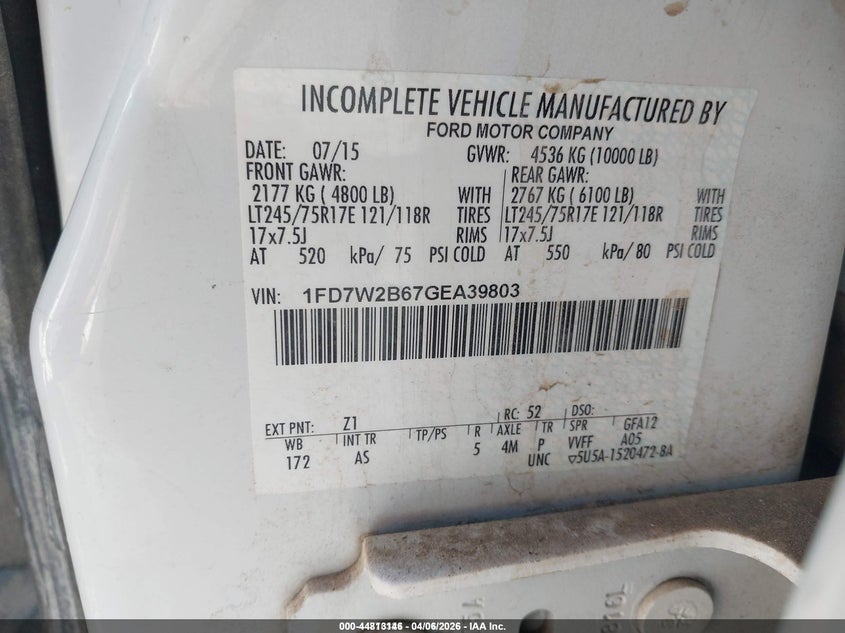 INCOMPLETE VEHICLE MANUFACTURED BY
FORD MOTOR COMPANY
DATE: 07/15 GVWR: 4536 KG (10000 LB)
FRONT GAWR: REAR GAWR:
2177 KG ( 4800 LB) WITH 2767 KG ( 6100 LB) WITH
LT245/75R17E 121/118R TIRES LT245/75R17E 121/118R TIRES
17x7.5J RIMS 17x7.5J RIMS
AT 520 kPa/ 75 PSI COLD AT 550 kPa/ 80 PSI COLD
VIN: 1FD7W2B67GEA39803
EXT PNT: Z1 RC: 52 DSO:
WB INT TR TP/PS R AXLE TR SPR GFA12
172 AS 5 4M P VVFF A05
UNC ▽5U5A-1520472-BA
04/06/2026 - IAA Inc.